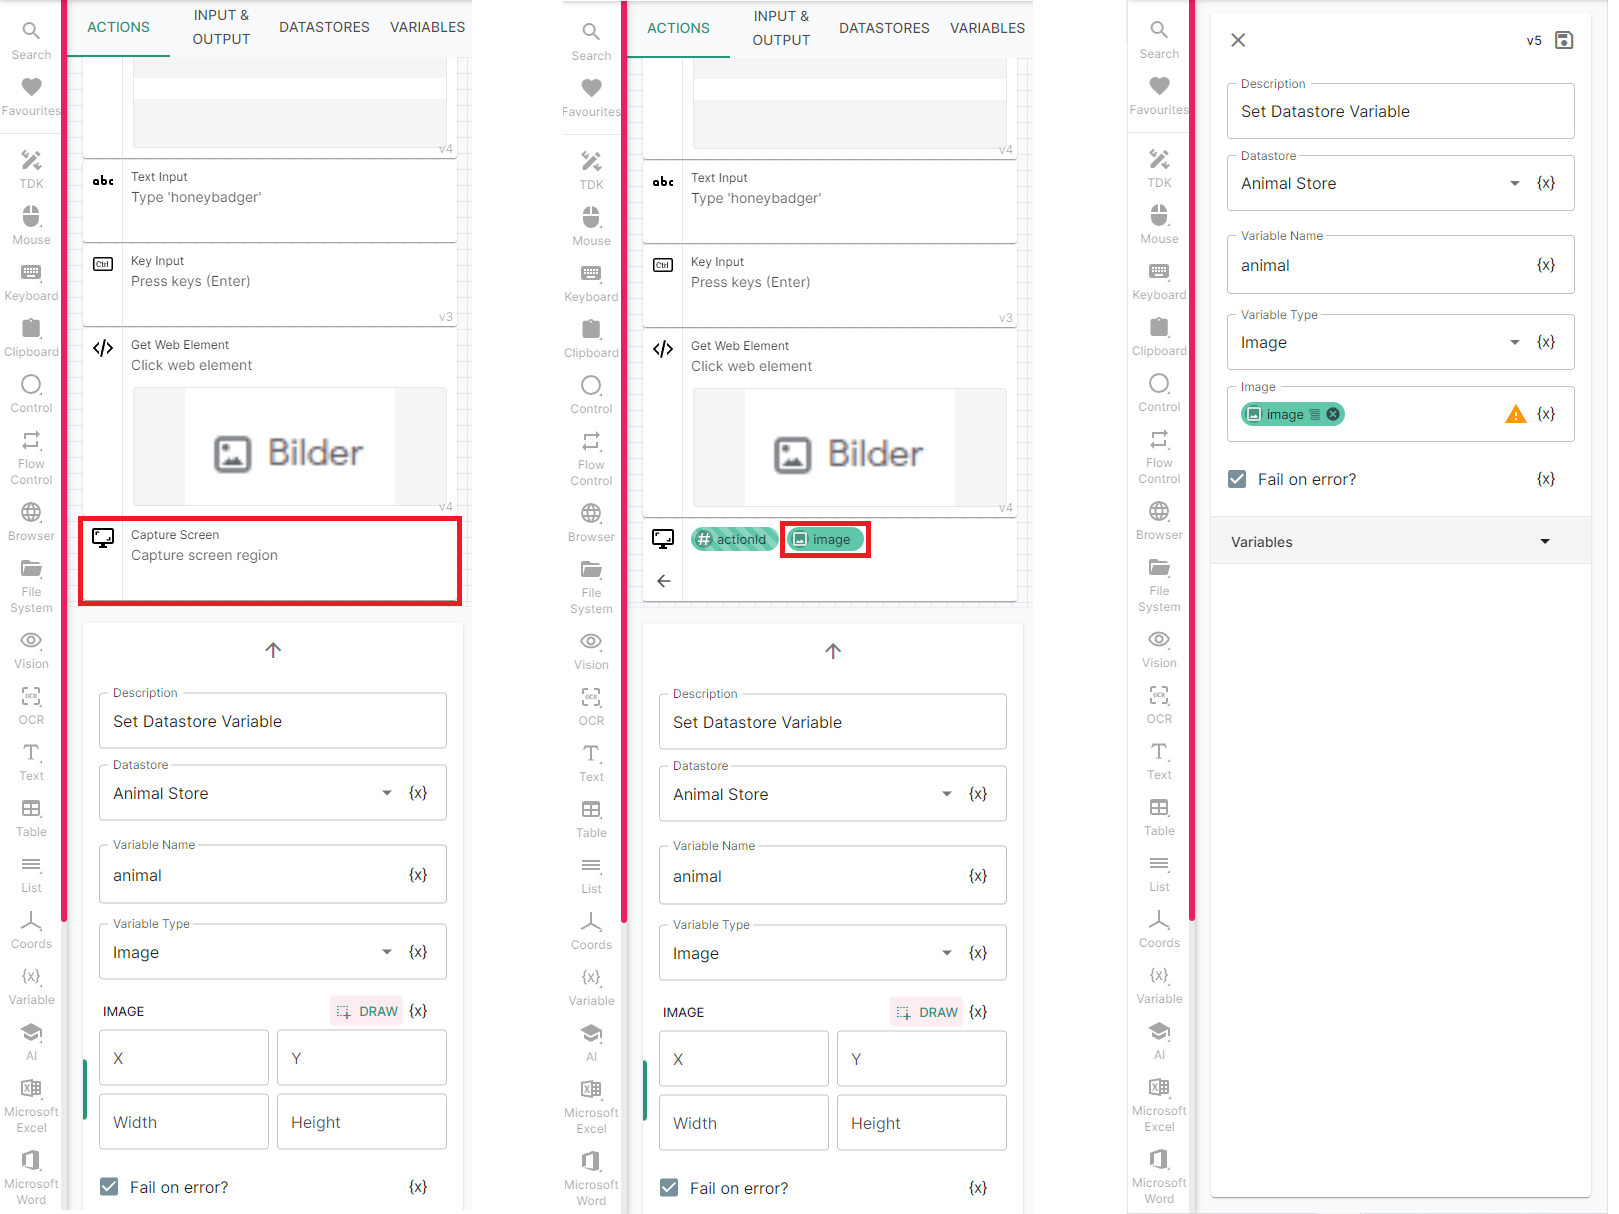 Search
Favourites
TDK
Mouse
Keyboard
Clipboard
Control
Flow
Control
Browser
File
System
Vision
OCR
OCR
Text
Table
List
Coords
{x}
Variable
AI
Microsoft
Excel
Microsoft
Word
ACTIONS
INPUT &
OUTPUT
DATASTORES
VARIABLES
v4
abc
Text Input
Type 'honeybadger'
Ctrl
Key Input
Press keys (Enter)
v3
Get Web Element
Click web element
Bilder
v4
Capture Screen
Capture screen region
Description
Set Datastore Variable
Datastore
Animal Store {x}
Variable Name
animal {x}
Variable Type
Image {x}
IMAGE DRAW {x}
X Y
Width Height
Fail on error? {x}
Search
Favourites
TDK
Mouse
Keyboard
Clipboard
Control
Flow
Control
Browser
File
System
Vision
OCR
OCR
Text
Table
List
Coords
{x}
Variable
AI
Microsoft
Excel
Microsoft
Word
ACTIONS
INPUT &
OUTPUT
DATASTORES
VARIABLES
v4
abc
Text Input
Type 'honeybadger'
Ctrl
Key Input
Press keys (Enter)
v3
Get Web Element
Click web element
Bilder
v4
# actionId image
Description
Set Datastore Variable
Datastore
Animal Store {x}
Variable Name
animal {x}
Variable Type
Image {x}
IMAGE DRAW {x}
X Y
Width Height
Fail on error? {x}
Search
Favourites
TDK
Mouse
Keyboard
Clipboard
Control
Flow
Control
Browser
File
System
Vision
OCR
OCR
Text
Table
List
Coords
{x}
Variable
AI
Microsoft
Excel
Microsoft
Word
v5
Description
Set Datastore Variable
Datastore
Animal Store {x}
Variable Name
animal {x}
Variable Type
Image {x}
Image
image {x}
Fail on error? {x}
Variables